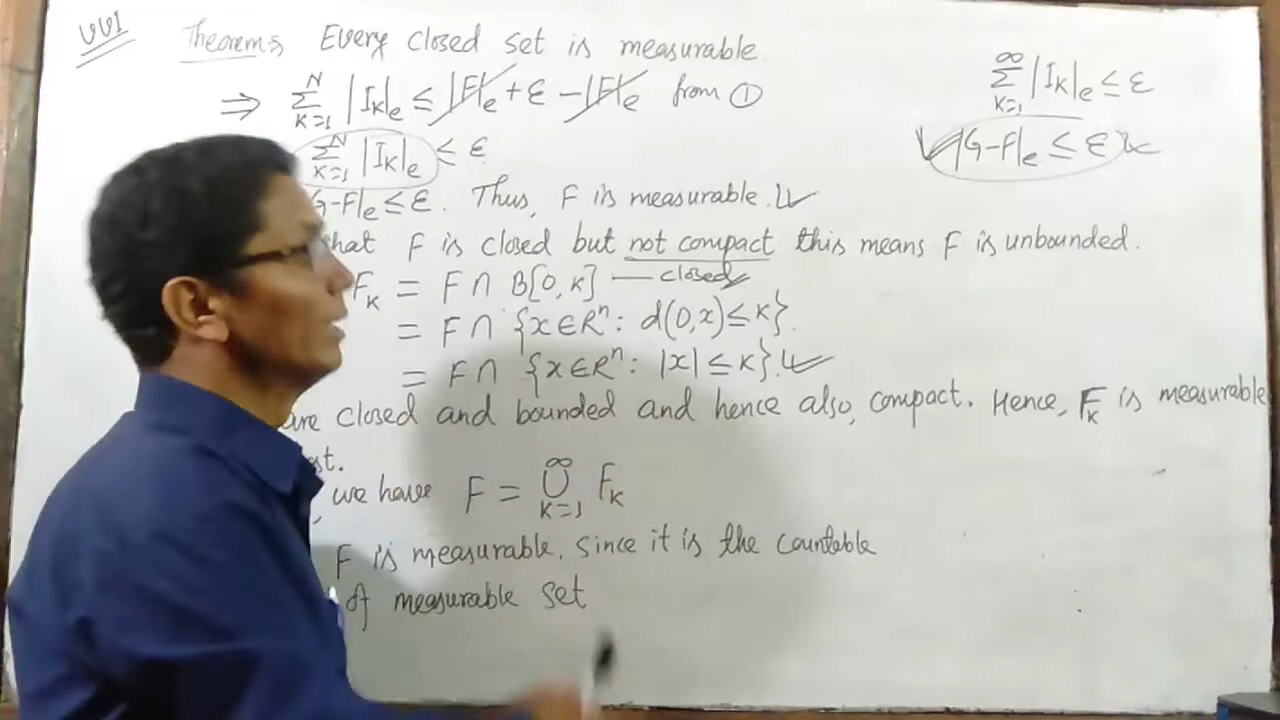 VVI
Theorem:→ Every closed set is measurable
⇒ ∑_{K=1}^{N} |I_K|_e ≤ |F|_e + ε − |F|_e from ①
∑_{K=1}^{N} |I_K|_e ≤ ε
G-F|_e ≤ ε. Thus, F is measurable.
that F is closed but not compact this means F is unbounded.
F_K = F ∩ B[0, K] — closed
= F ∩ {x ∈ R^n : d(0,x) ≤ K}.
= F ∩ {x ∈ R^n : |x| ≤ K}.
are closed and bounded and hence also, compact. Hence, F_K is measurable
st.
, we have F = ∪_{K=1}^{∞} F_K
F is measurable, since it is the countable
of measurable set
∑_{K=1}^{∞} |I_K|_e ≤ ε
|G-F|_e ≤ ε